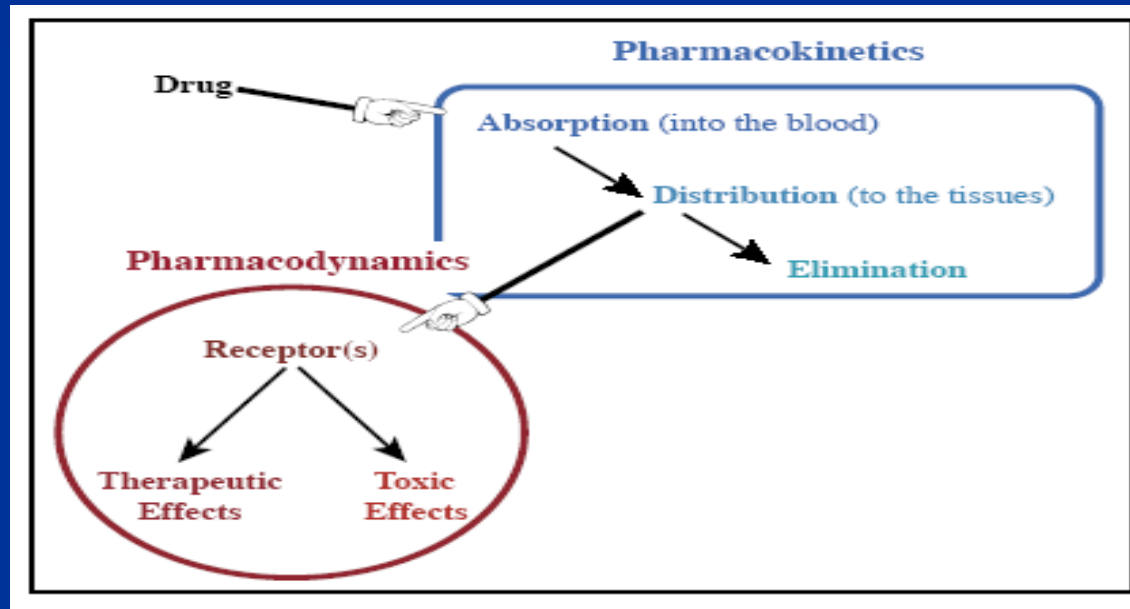 Pharmacokinetics
Drug
Absorption (into the blood)
Distribution (to the tissues)
Elimination
Pharmacodynamics
Receptor(s)
Therapeutic
Effects
Toxic
Effects